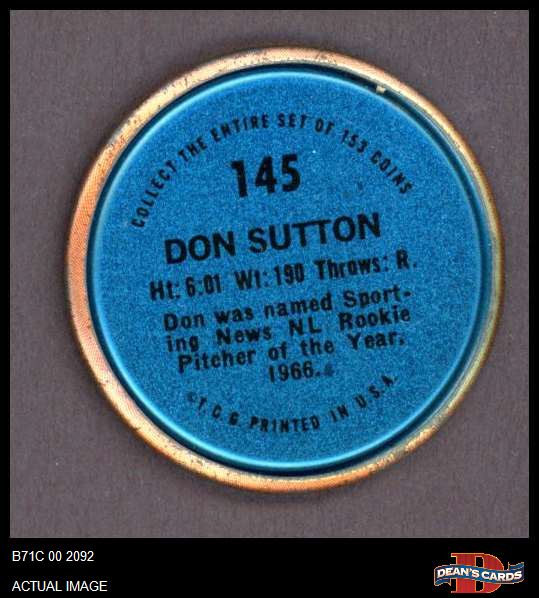 COLLECT THE ENTIRE SET OF 153 COINS
145
DON SUTTON
Ht: 6.01 Wt: 190 Throws: R.
Don was named Sport-
ing News NL Rookie
Pitcher of the Year.
1966.
©T.C.G. PRINTED IN U.S.A.
B71C 00 2092
ACTUAL IMAGE
D
DEAN'S CARDS